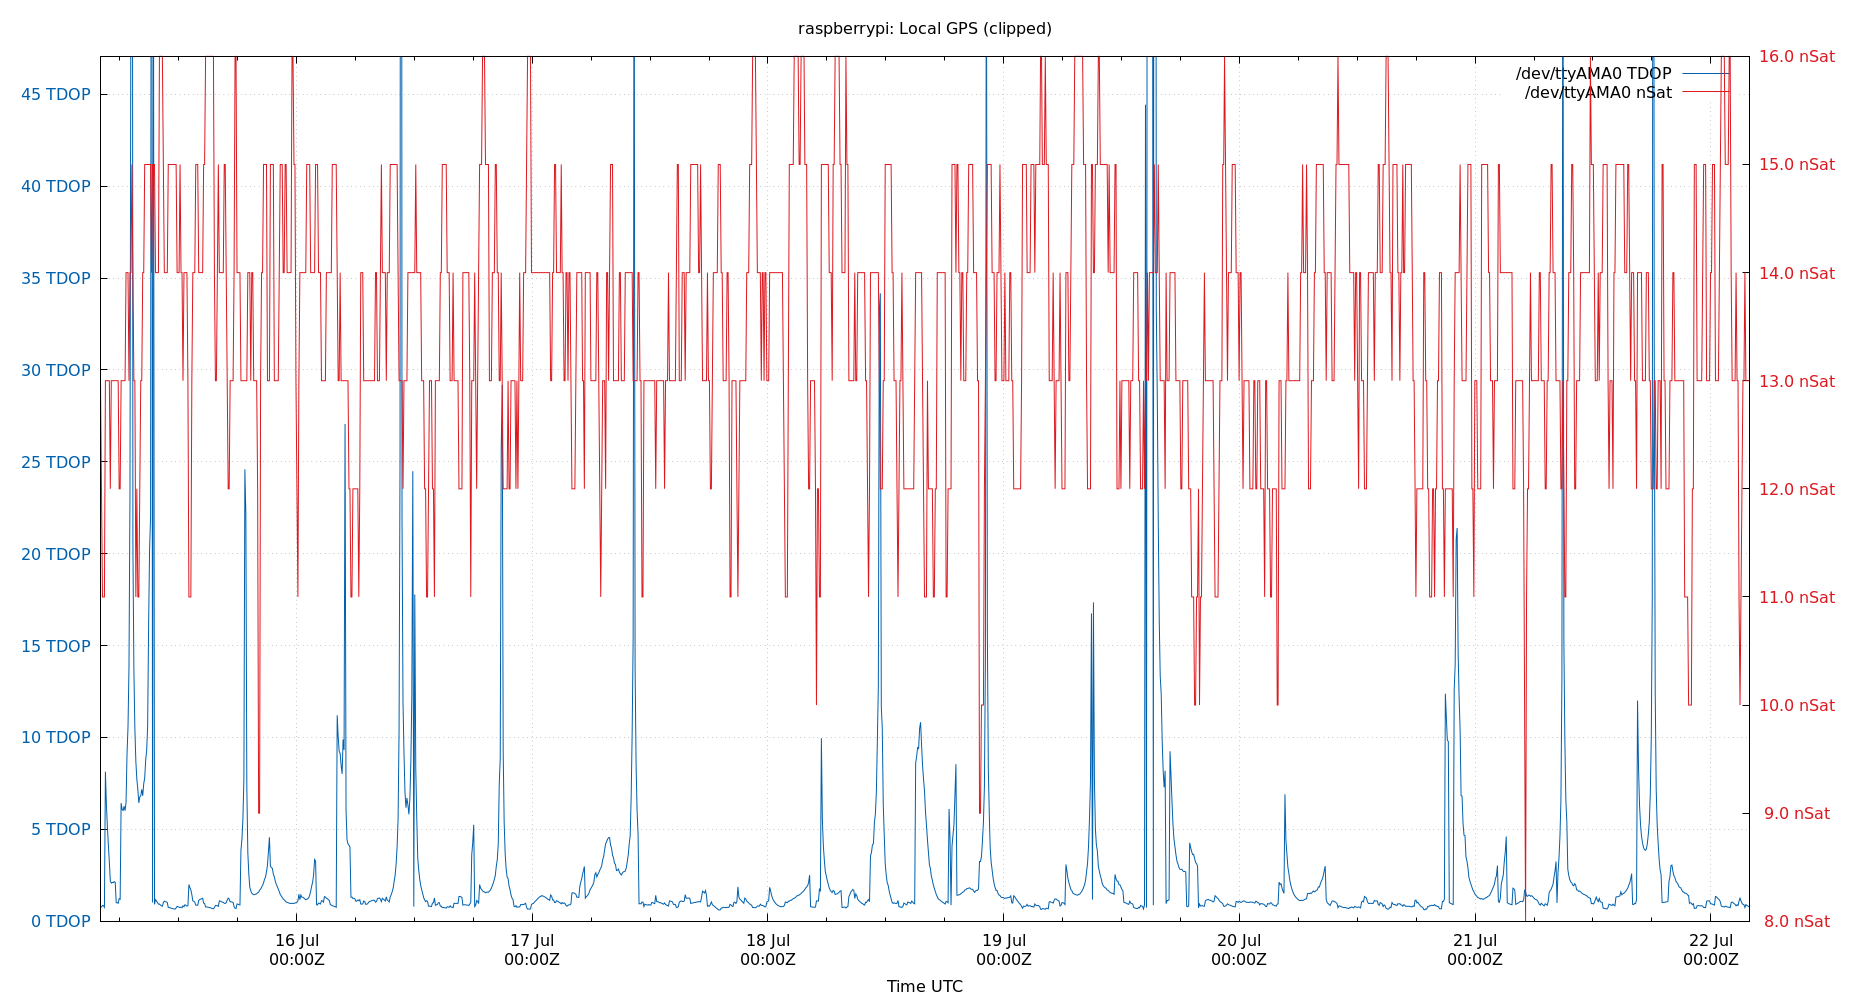 raspberrypi: Local GPS (clipped)
/dev/ttyAMA0 TDOP
/dev/ttyAMA0 nSat
45 TDOP
40 TDOP
35 TDOP
30 TDOP
25 TDOP
20 TDOP
15 TDOP
10 TDOP
5 TDOP
0 TDOP
16.0 nSat
15.0 nSat
14.0 nSat
13.0 nSat
12.0 nSat
11.0 nSat
10.0 nSat
9.0 nSat
8.0 nSat
16 Jul
00:00Z
17 Jul
00:00Z
18 Jul
00:00Z
19 Jul
00:00Z
20 Jul
00:00Z
21 Jul
00:00Z
22 Jul
00:00Z
Time UTC